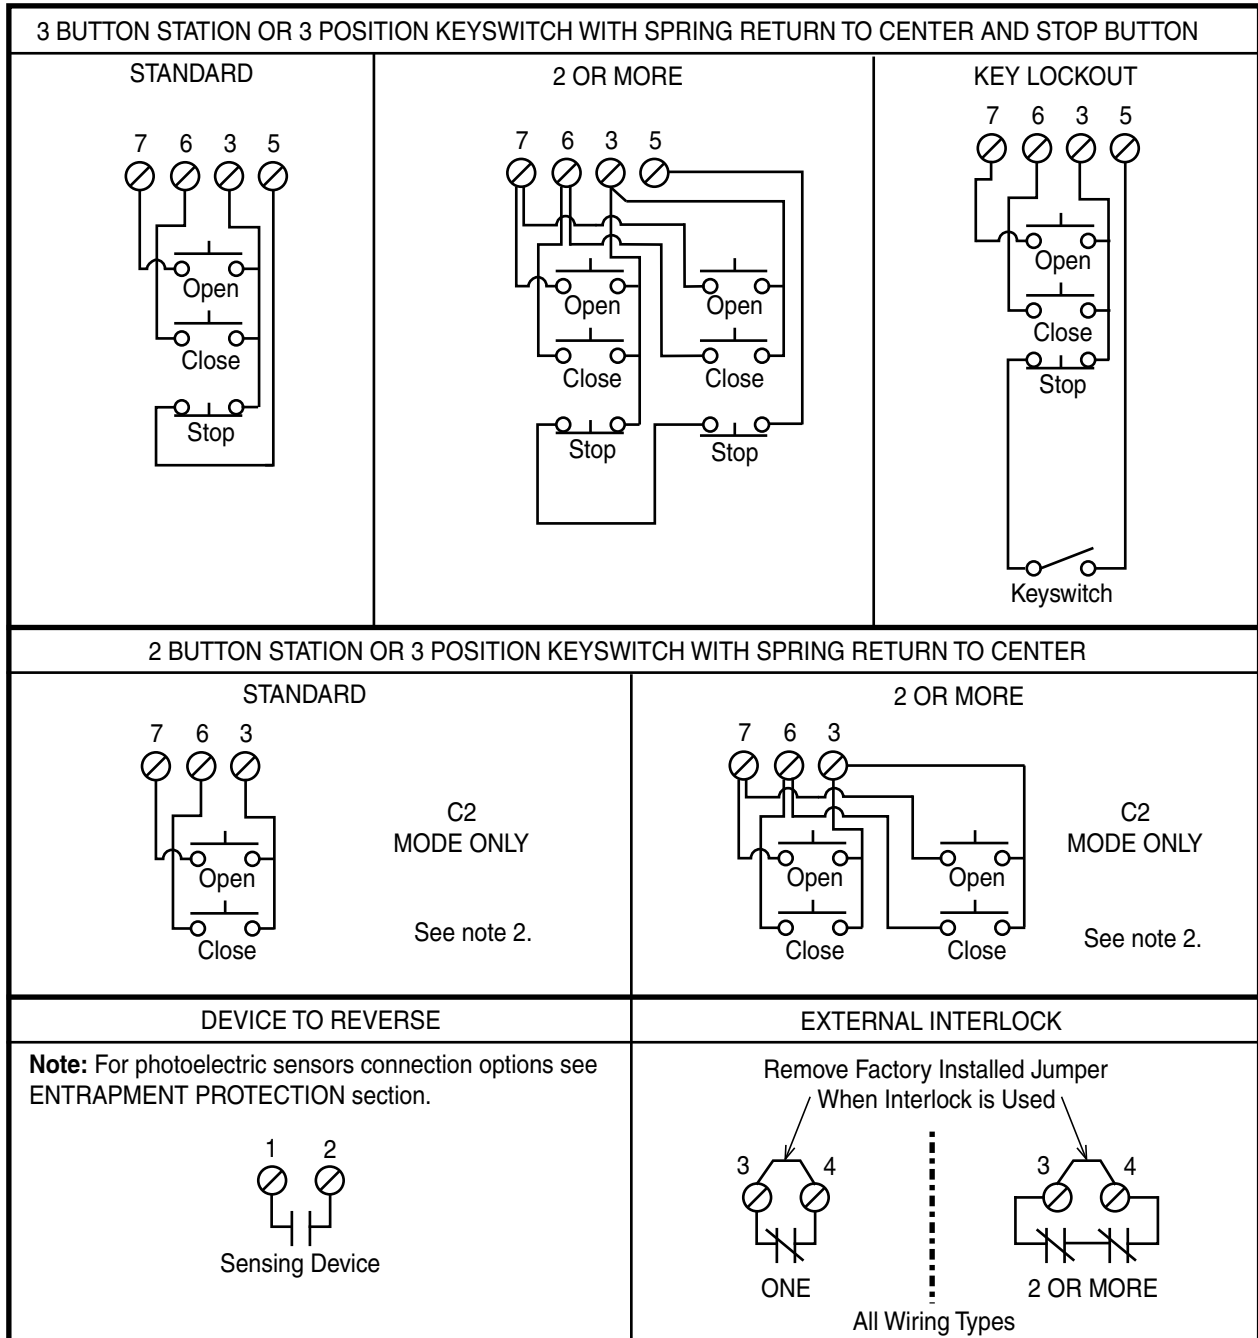 3 BUTTON STATION OR 3 POSITION KEYSWITCH WITH SPRING RETURN TO CENTER AND STOP BUTTON
STANDARD
7 6 3 5
Open
Close
Stop
2 OR MORE
7 6 3 5
Open Open
Close Close
Stop Stop
KEY LOCKOUT
7 6 3 5
Open
Close
Stop
Keyswitch
2 BUTTON STATION OR 3 POSITION KEYSWITCH WITH SPRING RETURN TO CENTER
STANDARD
7 6 3
Open
Close
C2
MODE ONLY
See note 2.
2 OR MORE
7 6 3
Open Open
Close Close
C2
MODE ONLY
See note 2.
DEVICE TO REVERSE
Note: For photoelectric sensors connection options see
ENTRAPMENT PROTECTION section.
1 2
Sensing Device
EXTERNAL INTERLOCK
Remove Factory Installed Jumper
When Interlock is Used
3 4
ONE
3 4
2 OR MORE
All Wiring Types